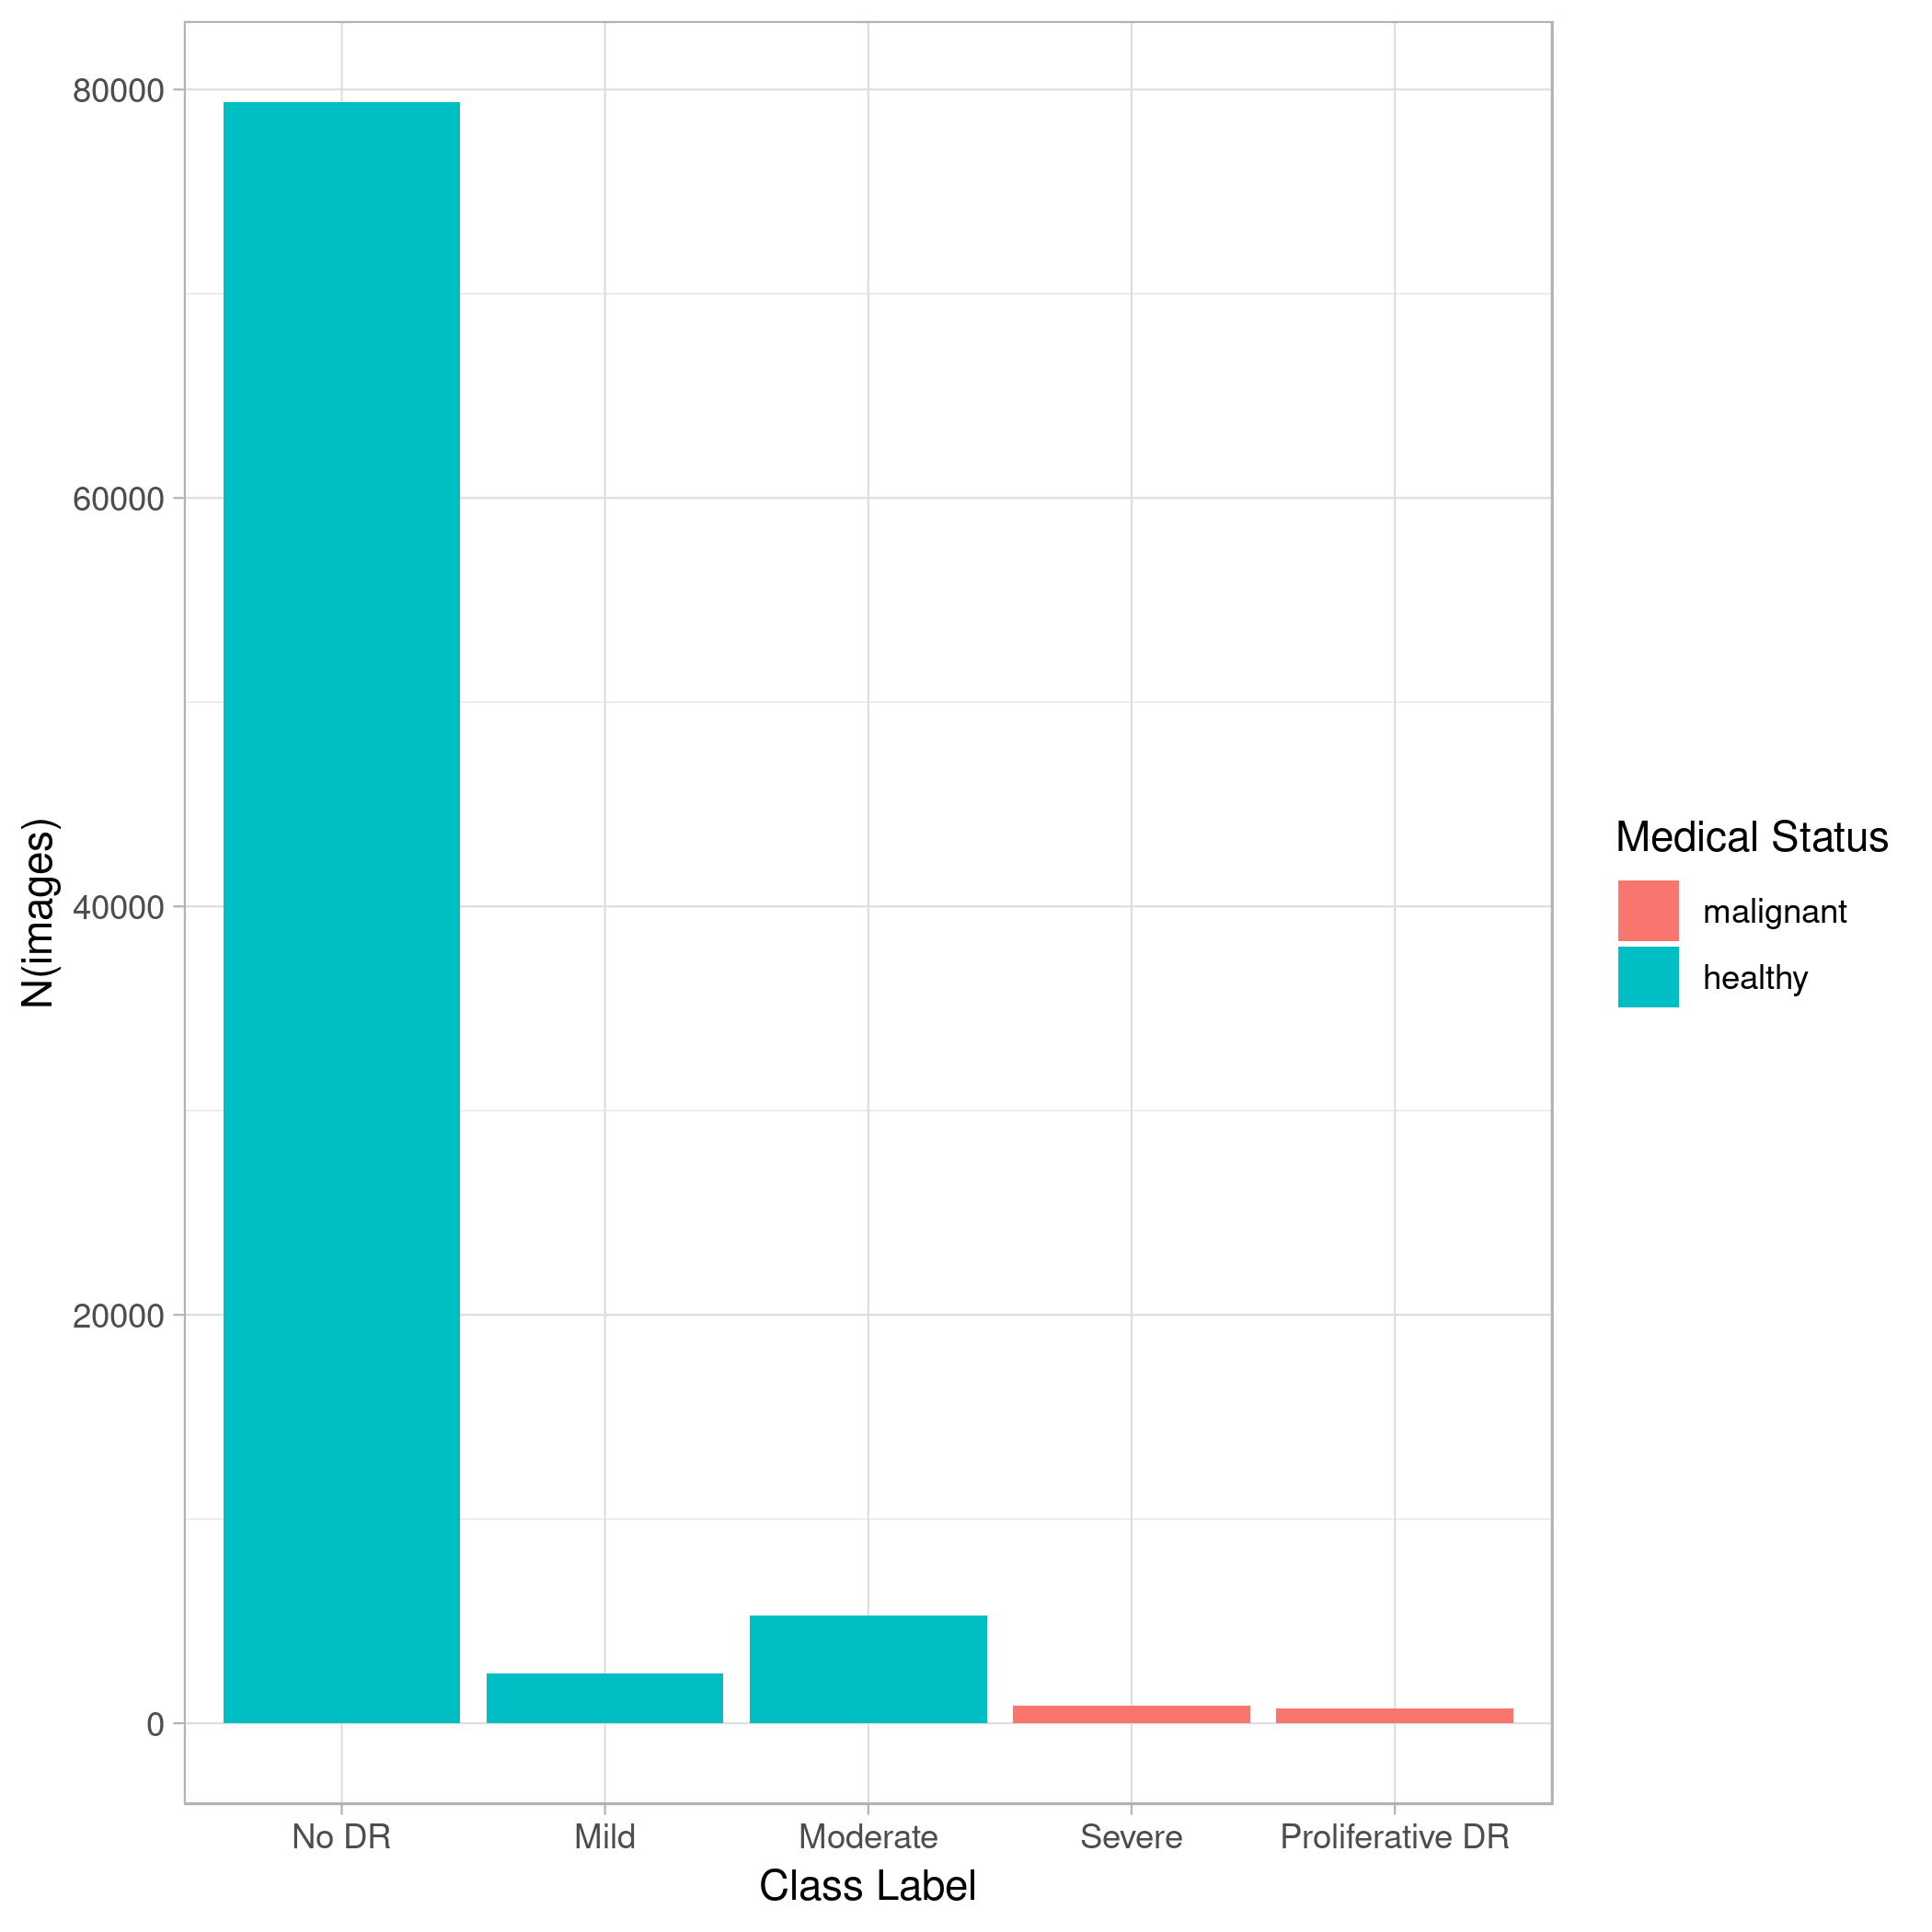 80000
60000
40000
20000
0
N(images)
No DR
Mild
Moderate
Severe
Proliferative DR
Class Label
Medical Status
malignant
healthy